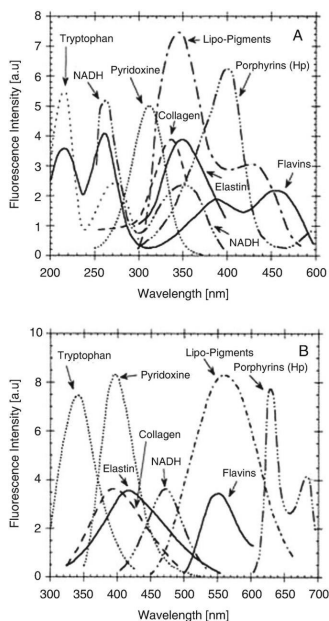 A
Tryptophan
NADH
Pyridoxine
Lipo-Pigments
Collagen
Porphyrins (Hp)
Elastin
NADH
Flavins
Fluorescence Intensity [a.u]
8
7
6
5
4
3
2
1
0
200 250 300 350 400 450 500 550 600
Wavelength [nm]
B
Tryptophan
Pyridoxine
Lipo-Pigments
Porphyrins (Hp)
Collagen
Elastin
NADH
Flavins
Fluorescence Intensity [a.u]
10
8
6
4
2
0
300 350 400 450 500 550 600 650 700
Wavelength [nm]